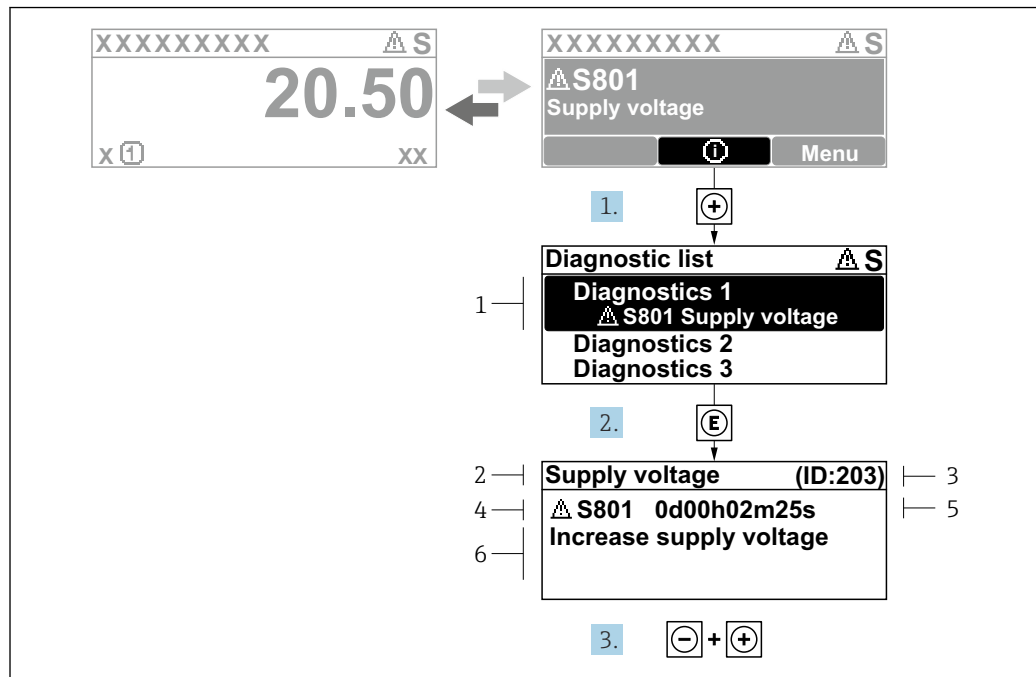 XXXXXXXXX ⚠ S
20.50
x ① xx
XXXXXXXXX ⚠ S
⚠ S801
Supply voltage
ⓘ Menu
1. +
Diagnostic list ⚠ S
1 Diagnostics 1
⚠ S801 Supply voltage
Diagnostics 2
Diagnostics 3
2. E
2 Supply voltage (ID:203) 3
4 ⚠ S801 0d00h02m25s 5
6 Increase supply voltage
3. − + +